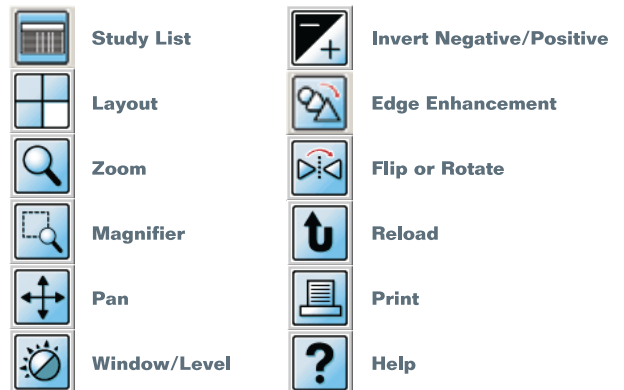 Study List
Layout
Zoom
Magnifier
Pan
Window/Level
Invert Negative/Positive
Edge Enhancement
Flip or Rotate
Reload
Print
Help